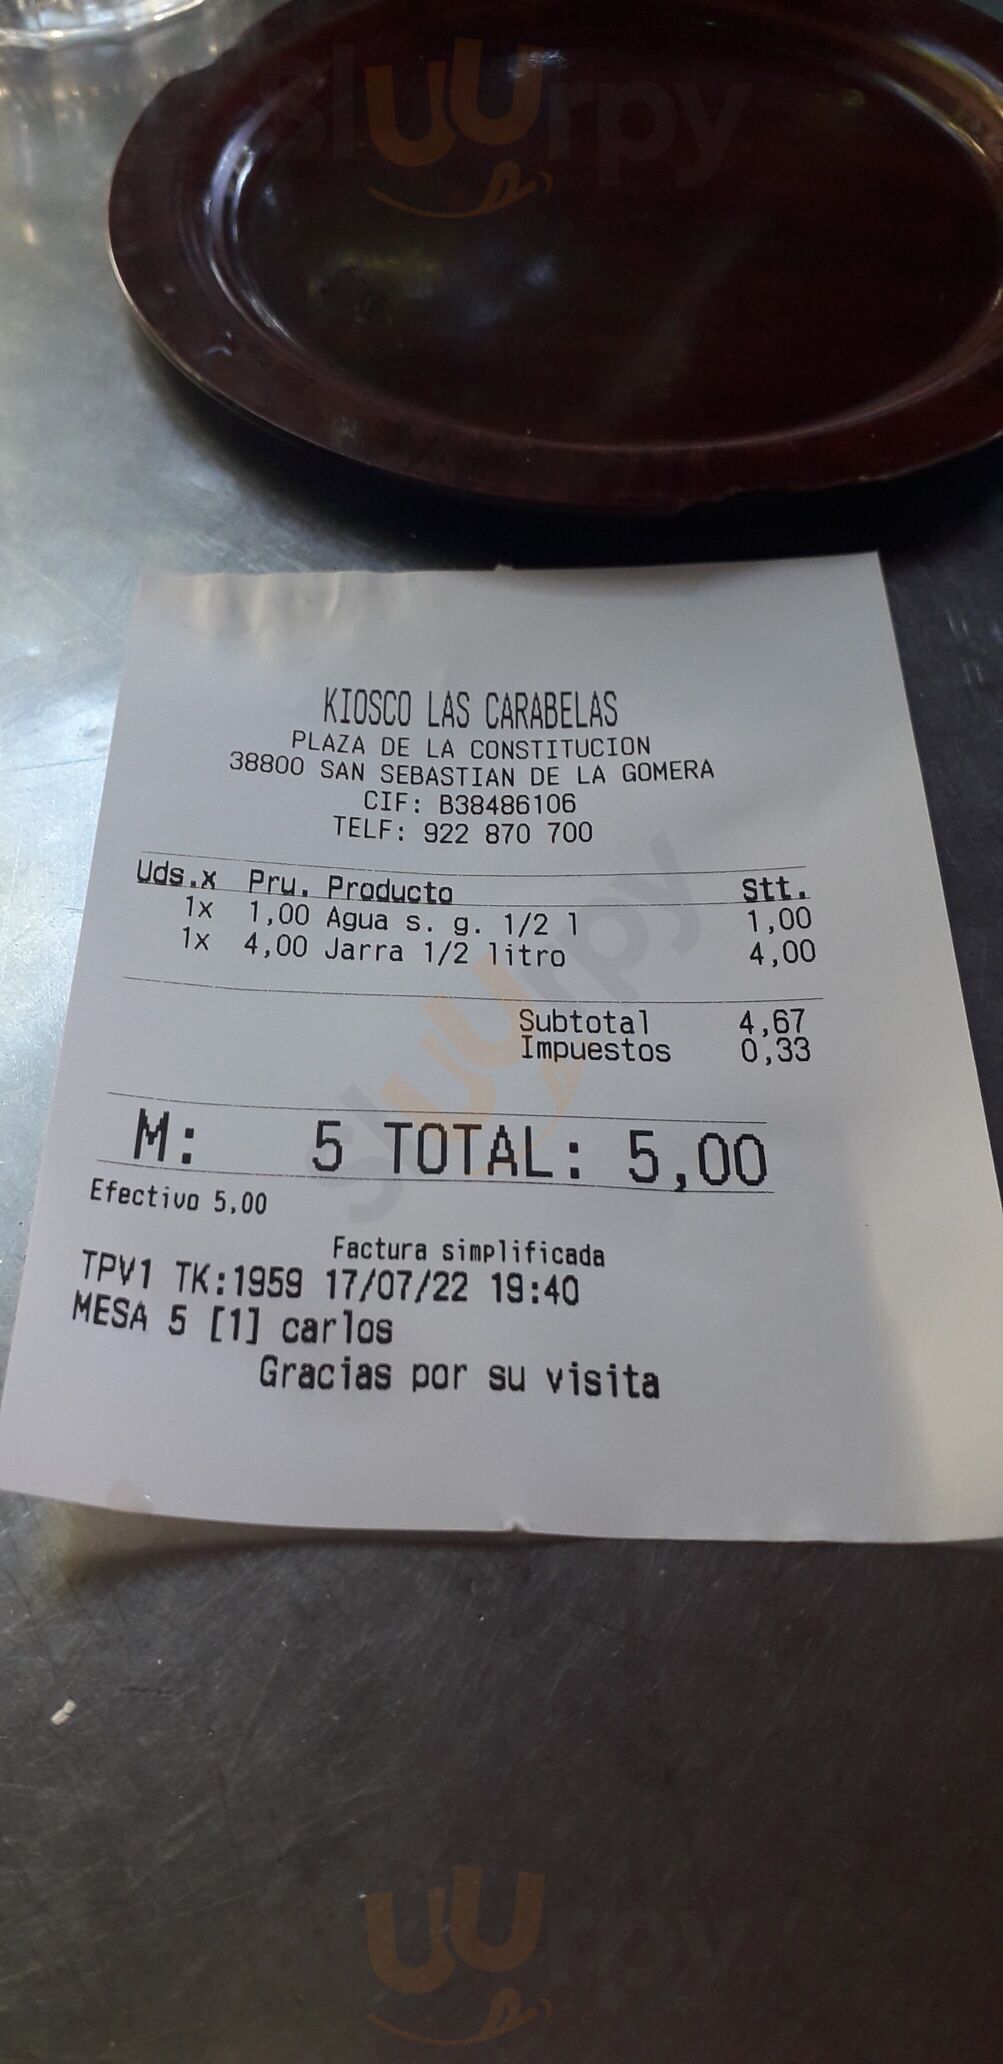 sluurpy
KIOSCO LAS CARABELAS
PLAZA DE LA CONSTITUCION
38800 SAN SEBASTIAN DE LA GOMERA
CIF: B38486106
TELF: 922 870 700
Uds.x Pru. Producto Stt.
1x 1,00 Agua s. g. 1/2 l 1,00
1x 4,00 Jarra 1/2 litro 4,00
sluurpy
Subtotal 4,67
Impuestos 0,33
M: 5 TOTAL: 5,00
Efectivo 5,00
Factura simplificada
TPV1 TK:1959 17/07/22 19:40
MESA 5 [1] carlos
Gracias por su visita
sluurpy